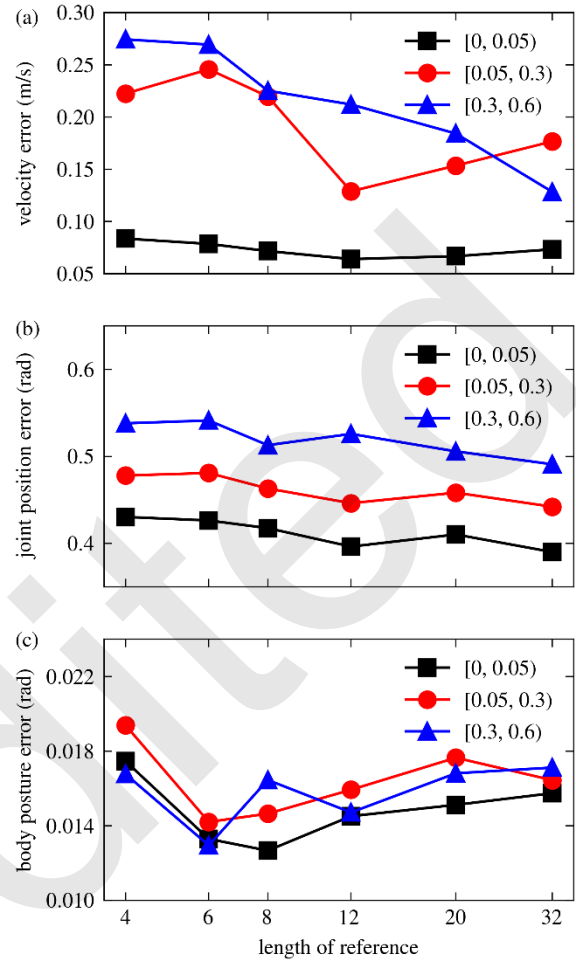 (a)
velocity error (m/s)
0.30
0.25
0.20
0.15
0.10
0.05
[0, 0.05)
[0.05, 0.3)
[0.3, 0.6)
(b)
joint position error (rad)
0.6
0.5
0.4
[0, 0.05)
[0.05, 0.3)
[0.3, 0.6)
(c)
body posture error (rad)
0.022
0.018
0.014
0.010
[0, 0.05)
[0.05, 0.3)
[0.3, 0.6)
4 6 8 12 20 32
length of reference
dited